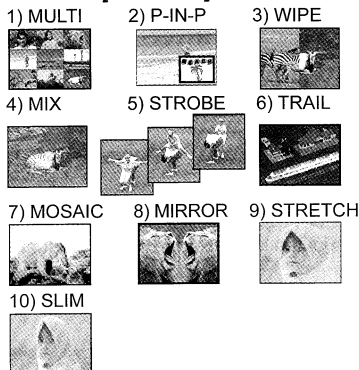 1) MULTI 2) P-IN-P 3) WIPE
4) MIX 5) STROBE 6) TRAIL
7) MOSAIC 8) MIRROR 9) STRETCH
10) SLIM